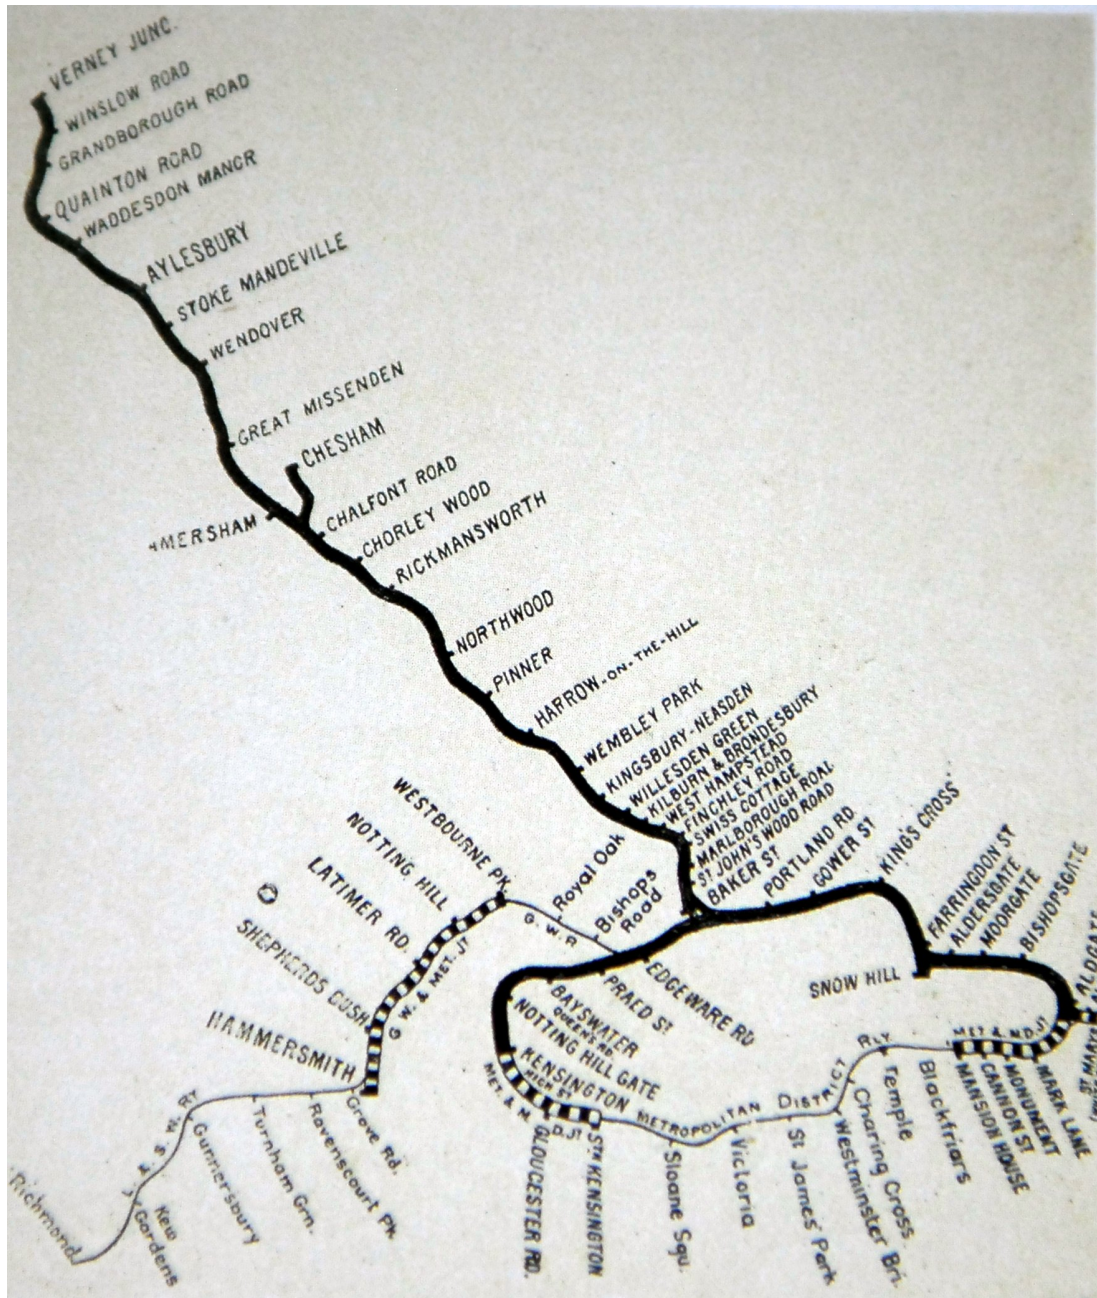 VERNEY JUNC.
WINSLOW ROAD
GRANDBOROUGH ROAD
QUAINTON ROAD
WADDESDON MANOR
AYLESBURY
STOKE MANDEVILLE
WENDOVER
GREAT MISSENDEN
CHESHAM
AMERSHAM
CHALFONT ROAD
CHORLEY WOOD
RICKMANSWORTH
NORTHWOOD
PINNER
HARROW-ON-THE-HILL
WEMBLEY PARK
KINGSBURY-NEASDEN
WILLESDEN GREEN
KILBURN & BRONDESBURY
WEST HAMPSTEAD
FINCHLEY ROAD
SWISS COTTAGE
MARLBOROUGH ROAD
ST JOHN'S WOOD ROAD
BAKER ST
PORTLAND RD.
GOWER ST
KING'S CROSS
FARRINGDON ST
ALDERSGATE
MOORGATE
BISHOPSGATE
ALDGATE
SNOW HILL
WESTBOURNE PK.
NOTTING HILL
LATIMER RD.
SHEPHERDS BUSH
HAMMERSMITH
G. W. & MET. JT
Royal Oak
G. W. R
Bishops
Road
EDGEWARE RD
PRAED ST
BAYSWATER
QUEEN'S RD.
NOTTING HILL GATE
KENSINGTON
HIGH ST
MET. & M. D. JT
GLOUCESTER RD.
STH KENSINGTON
METROPOLITAN DISTRICT RLY
Sloane Squ.
Victoria
St James' Park
Westminster Bri.
Charing Cross
Temple
Blackfriars
MET & M.D. JT
MANSION HOUSE
CANNON ST
MONUMENT
MARK LANE
ST MARY
Grove Rd.
Ravenscourt Pk.
Turnham Grn.
Gunnersbury
L. & S. W. RY
Kew
Gardens
Richmond